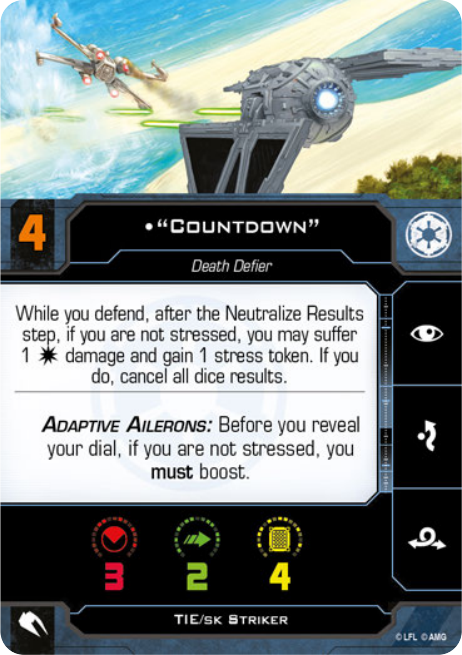 4
•“Countdown”
Death Defier
While you defend, after the Neutralize Results
step, if you are not stressed, you may suffer
1 damage and gain 1 stress token. If you
do, cancel all dice results.
Adaptive Ailerons: Before you reveal
your dial, if you are not stressed, you
must boost.
3 2 4
TIE/sk Striker
© LFL © AMG